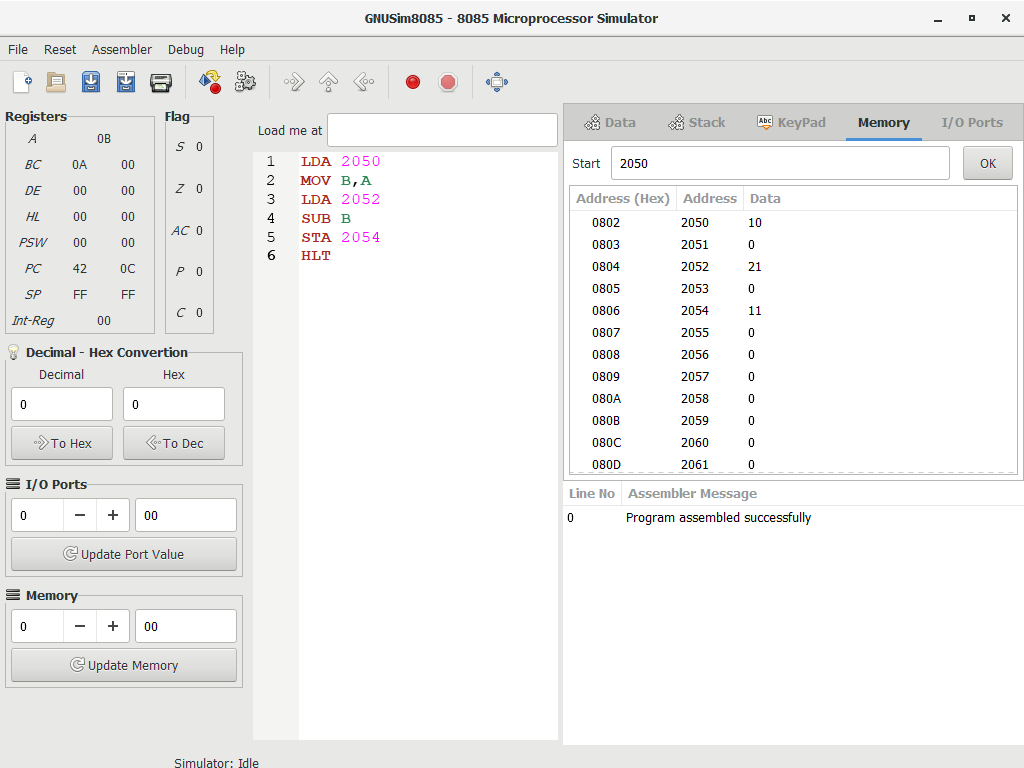 GNUSim8085 - 8085 Microprocessor Simulator
File Reset Assembler Debug Help
Registers
A 0B
BC 0A 00
DE 00 00
HL 00 00
PSW 00 00
PC 42 0C
SP FF FF
Int-Reg 00
Flag
S 0
Z 0
AC 0
P 0
C 0
Decimal - Hex Convertion
Decimal Hex
0 0
To Hex To Dec
I/O Ports
0 − + 00
Update Port Value
Memory
0 − + 00
Update Memory
Load me at
1 LDA 2050
2 MOV B,A
3 LDA 2052
4 SUB B
5 STA 2054
6 HLT
Data Stack Abc KeyPad Memory I/O Ports
Start 2050 OK
Address (Hex) Address Data
0802 2050 10
0803 2051 0
0804 2052 21
0805 2053 0
0806 2054 11
0807 2055 0
0808 2056 0
0809 2057 0
080A 2058 0
080B 2059 0
080C 2060 0
080D 2061 0
Line No Assembler Message
0 Program assembled successfully
Simulator: Idle